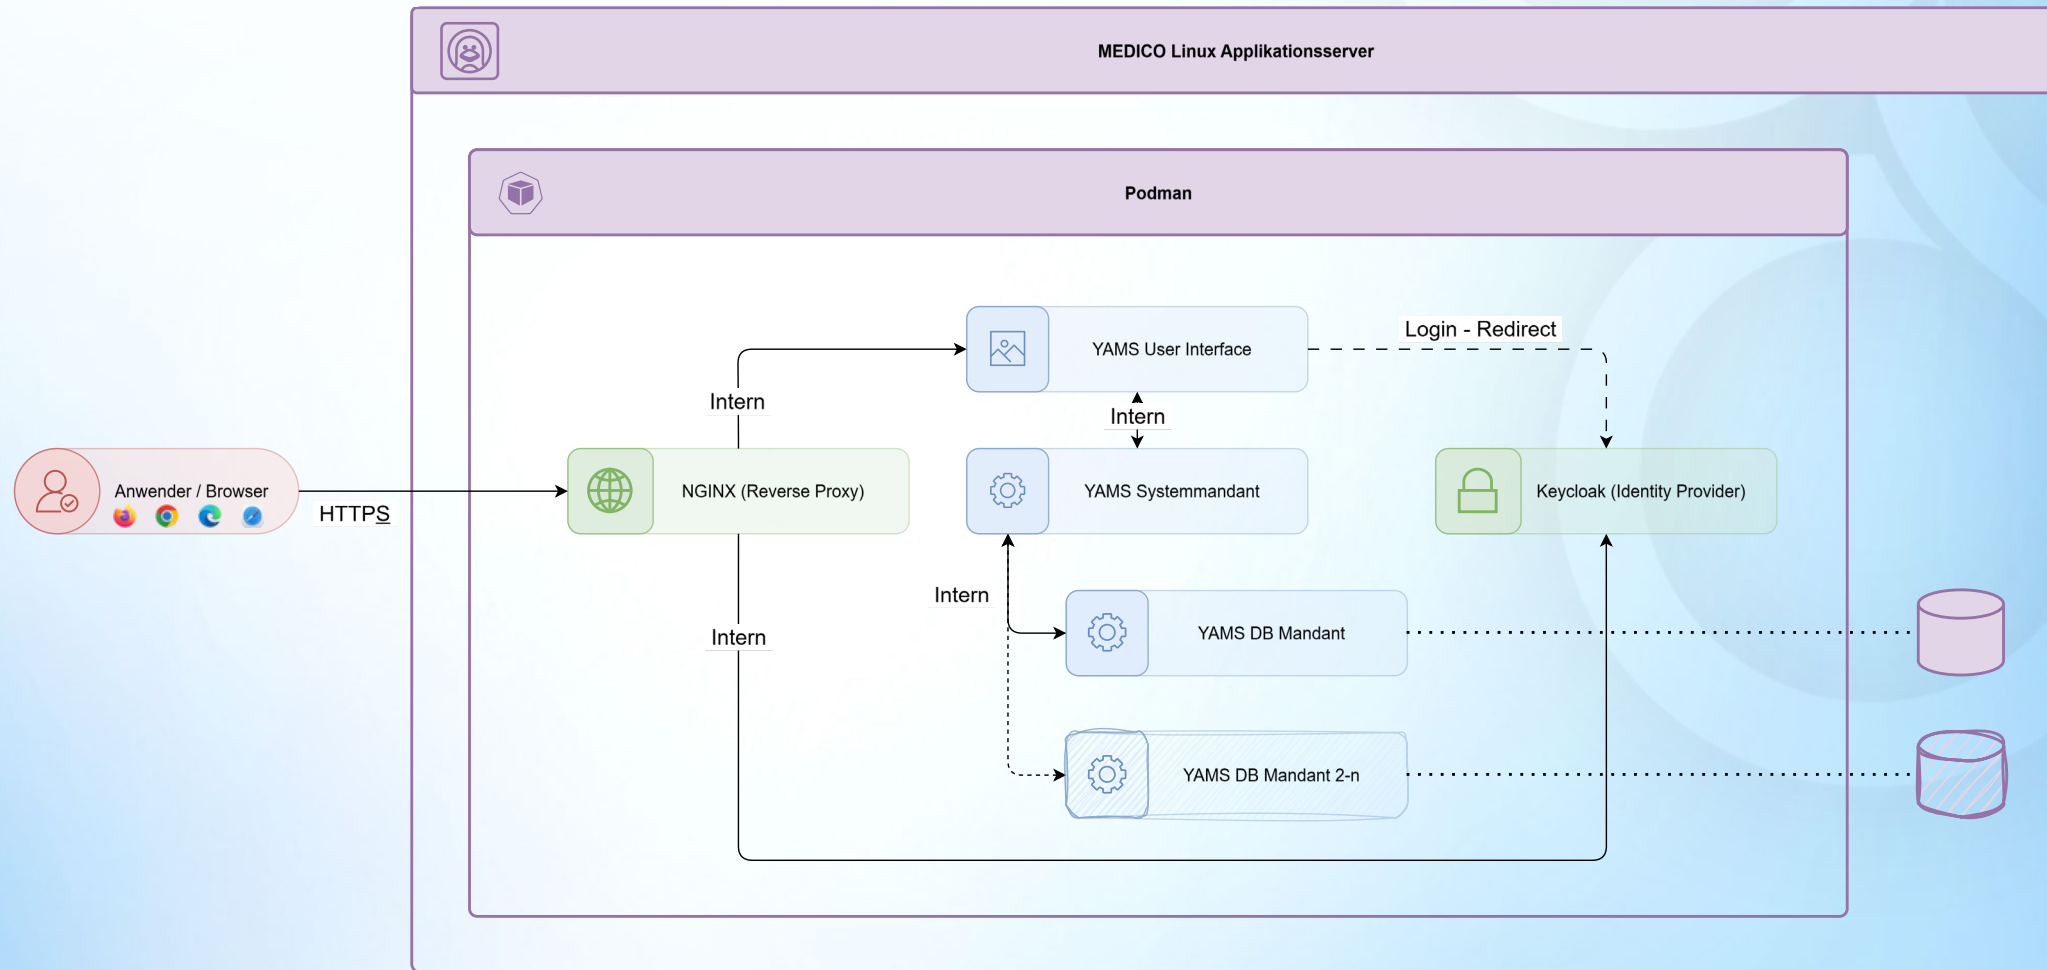 MEDICO Linux Applikationsserver
Podman
YAMS User Interface
Login - Redirect
Intern
Intern
Anwender / Browser
HTTPS
NGINX (Reverse Proxy)
YAMS Systemmandant
Keycloak (Identity Provider)
Intern
Intern
YAMS DB Mandant
YAMS DB Mandant 2-n